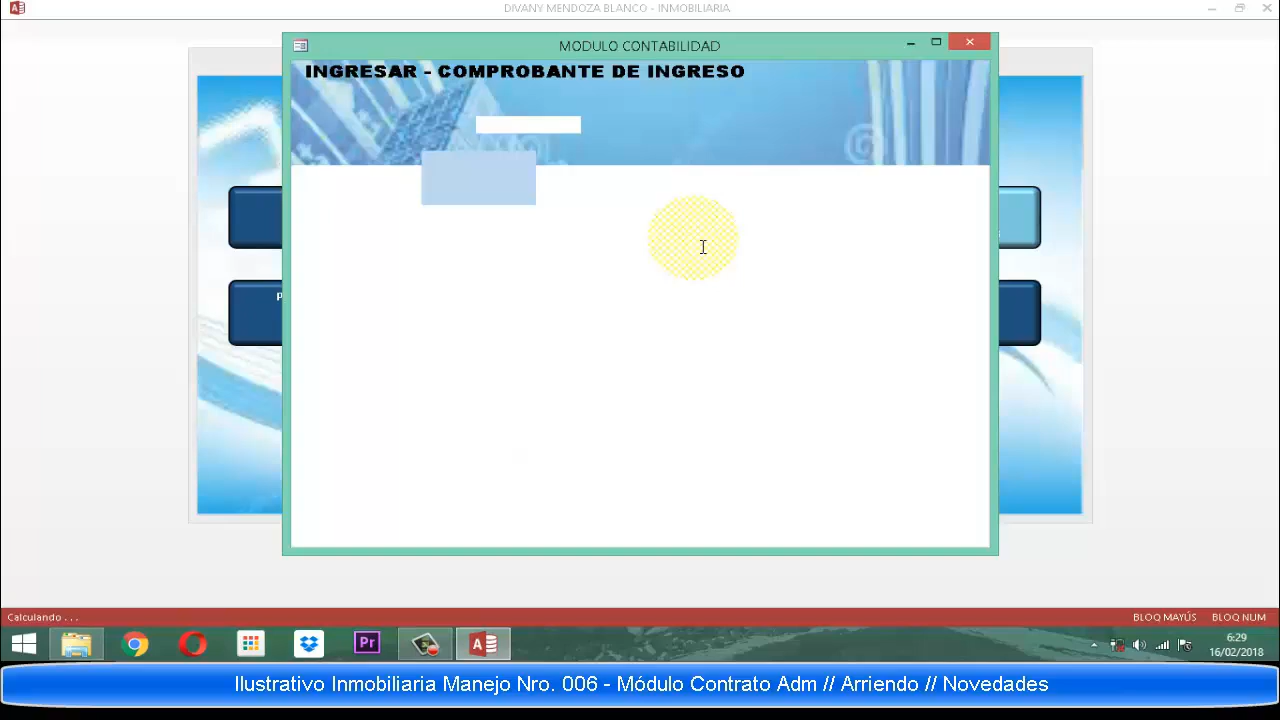 DIVANY MENDOZA BLANCO - INMOBILIARIA
MODULO CONTABILIDAD
INGRESAR - COMPROBANTE DE INGRESO
Calculando . . .
BLOQ MAYÚS BLOQ NUM
Pr
6:29
16/02/2018
Ilustrativo Inmobiliaria Manejo Nro. 006 - Módulo Contrato Adm // Arriendo // Novedades